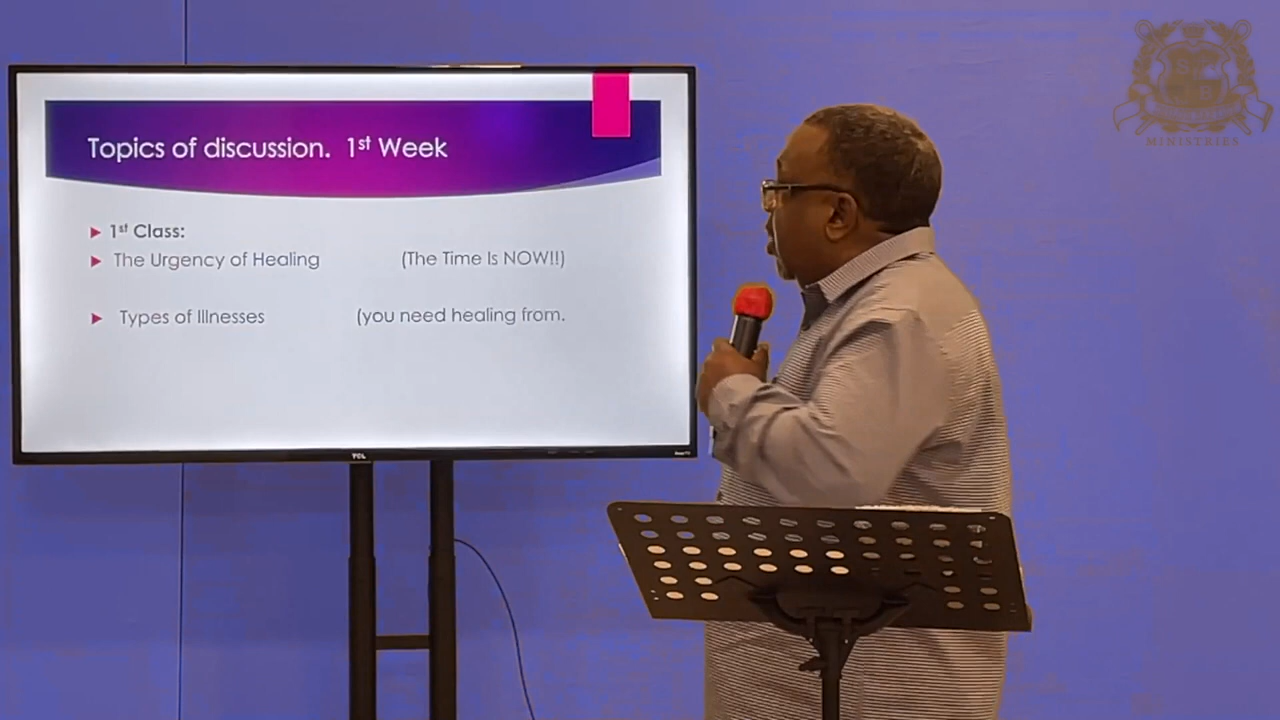 Topics of discussion. 1st Week
1st Class:
The Urgency of Healing (The Time Is NOW!!)
Types of Illnesses (you need healing from.
TCL
MINISTRIES